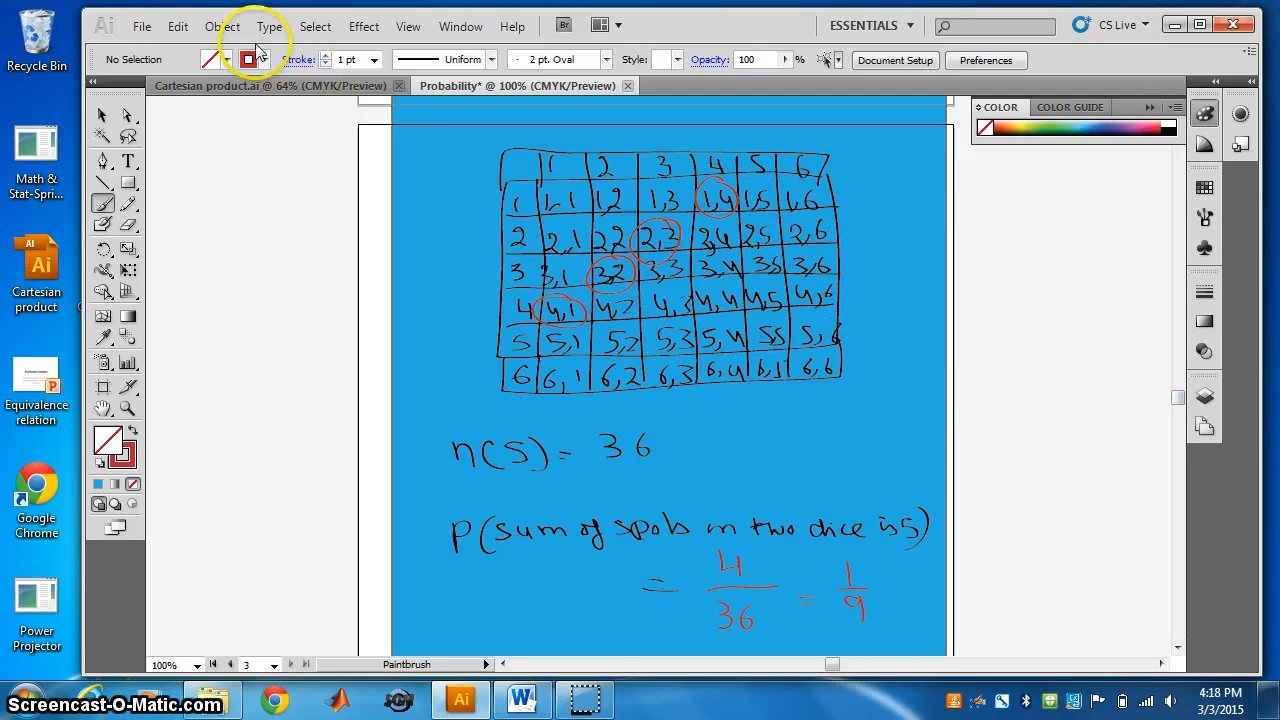 Recycle Bin
Math & Stat-Spri...
Cartesian product
Equivalence relation
Google Chrome
Power Projector
Ai File Edit Object Type Select Effect View Window Help Br ESSENTIALS CS Live
No Selection Stroke: 1 pt Uniform 2 pt. Oval Style: Opacity: 100 % Document Setup Preferences
Cartesian product.ai @ 64% (CMYK/Preview) Probability* @ 100% (CMYK/Preview)
COLOR COLOR GUIDE
1 2 3 4 5 6
1 1,1 1,2 1,3 1,4 1,5 1,6
2 2,1 2,2 2,3 2,4 2,5 2,6
3 3,1 3,2 3,3 3,4 3,5 3,6
4 4,1 4,2 4,3 4,4 4,5 4,6
5 5,1 5,2 5,3 5,4 5,5 5,6
6 6,1 6,2 6,3 6,4 6,1 6,6
n(S) = 36
P(sum of spots in two dice is 5)
= 4/36 = 1/9
100% 3 Paintbrush
Screencast-O-Matic.com
Ai W
4:18 PM
3/3/2015